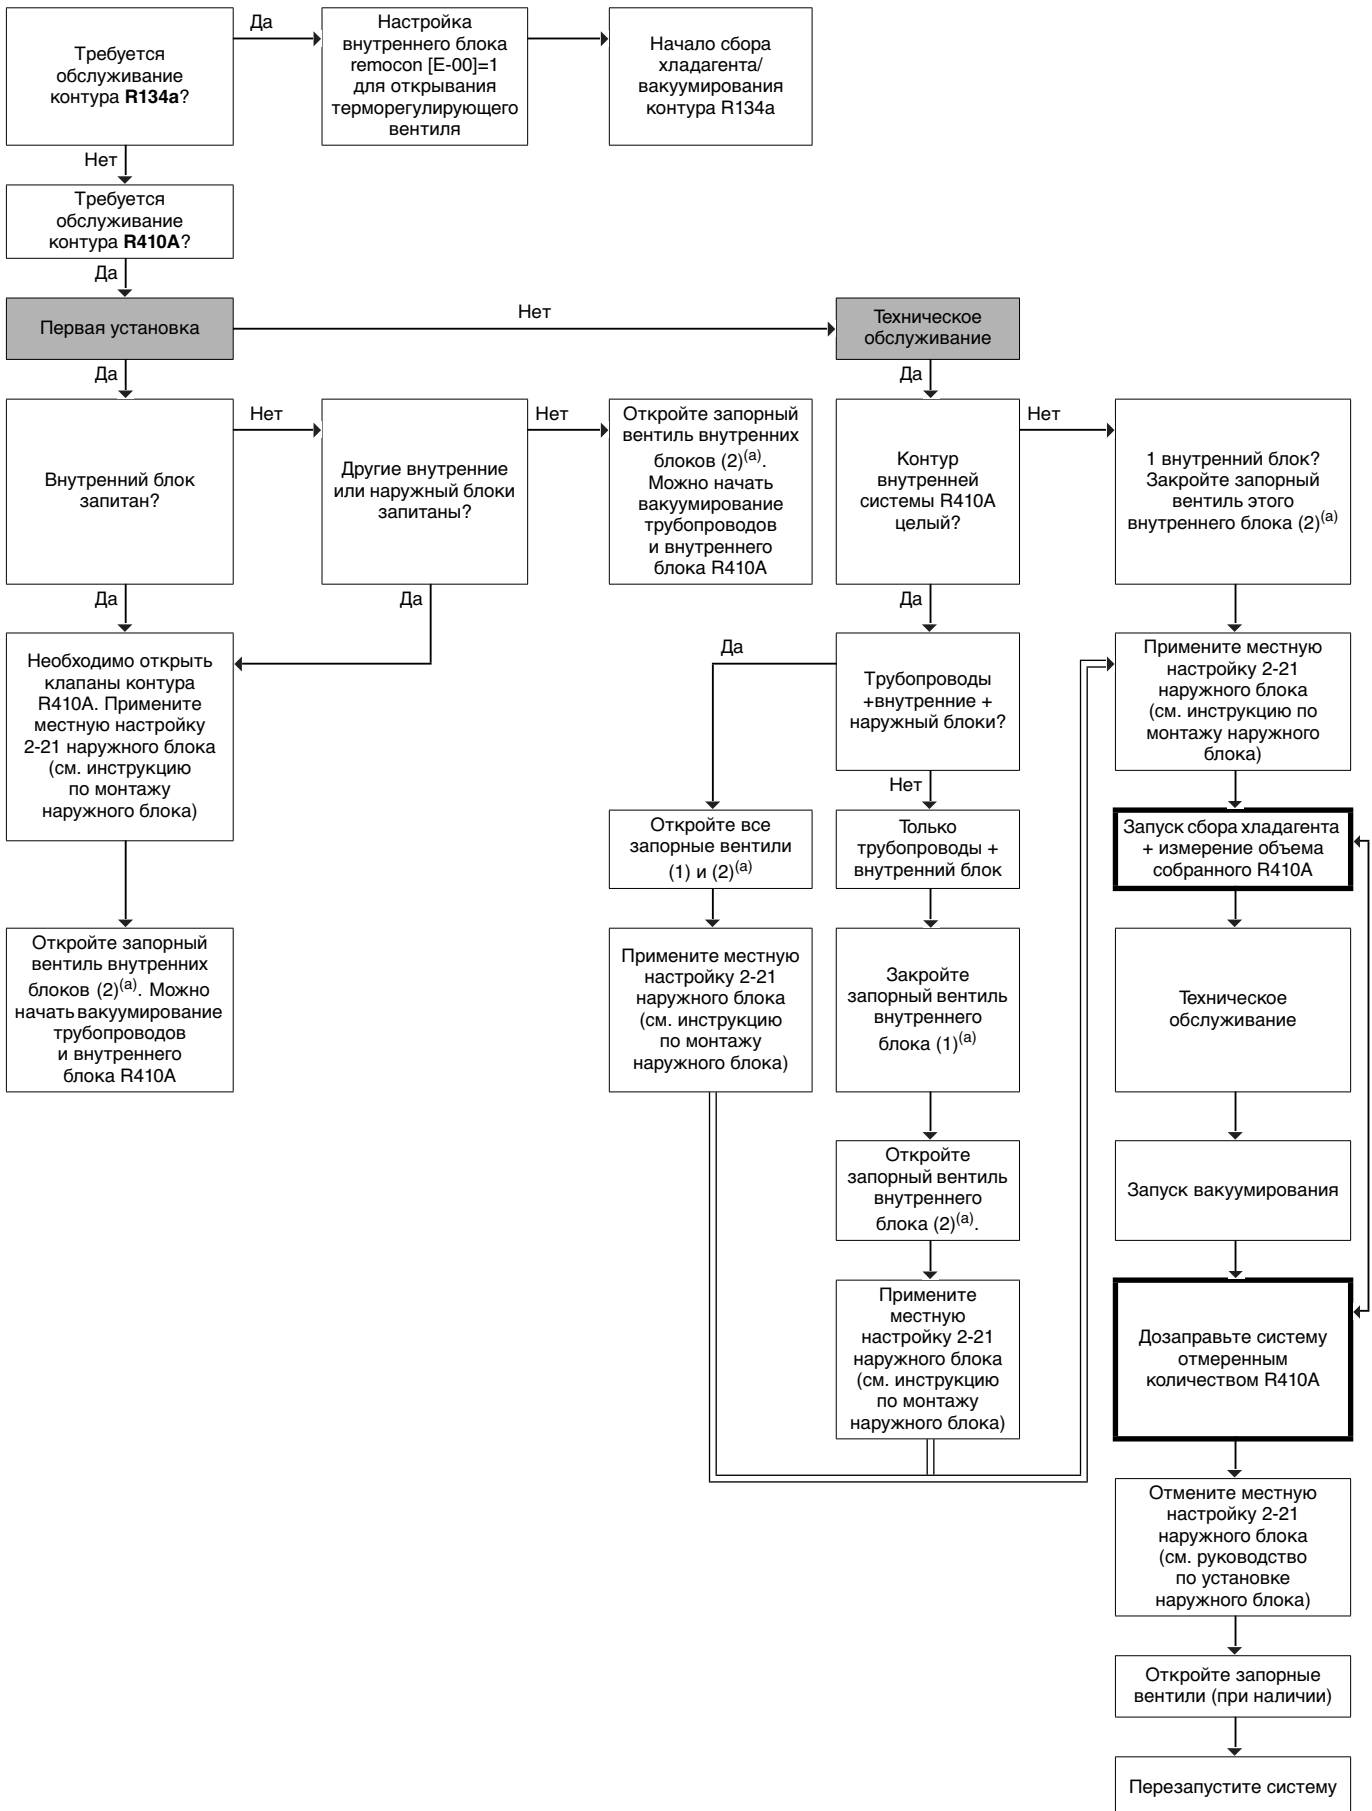 Требуется
обслуживание
контура R134a?
Да
Настройка
внутреннего блока
remocon [E-00]=1
для открывания
терморегулирующего
вентиля
Начало сбора
хладагента/
вакуумирования
контура R134a
Нет
Требуется
обслуживание
контура R410A?
Да
Первая установка
Нет
Техническое
обслуживание
Да
Да
Внутренний блок
запитан?
Нет
Другие внутренние
или наружный блоки
запитаны?
Нет
Откройте запорный
вентиль внутренних
блоков (2)(a).
Можно начать
вакуумирование
трубопроводов
и внутреннего
блока R410A
Контур
внутренней
системы R410A
целый?
Нет
1 внутренний блок?
Закройте запорный
вентиль этого
внутреннего блока (2)(a)
Да
Да
Да
Необходимо открыть
клапаны контура
R410A. Примените
местную настройку
2-21 наружного блока
(см. инструкцию
по монтажу
наружного блока)
Да
Трубопроводы
+внутренние +
наружный блоки?
Примените местную
настройку 2-21
наружного блока
(см. инструкцию по
монтажу наружного
блока)
Нет
Откройте все
запорные вентили
(1) и (2)(a)
Только
трубопроводы +
внутренний блок
Запуск сбора хладагента
+ измерение объема
собранного R410A
Откройте запорный
вентиль внутренних
блоков (2)(a). Можно
начать вакуумирование
трубопроводов
и внутреннего
блока R410A
Примените местную
настройку 2-21
наружного блока
(см. инструкцию
по монтажу
наружного блока)
Закройте
запорный вентиль
внутреннего
блока (1)(a)
Техническое
обслуживание
Откройте
запорный вентиль
внутреннего
блока (2)(a).
Запуск вакуумирования
Примените
местную
настройку 2-21
наружного блока
(см. инструкцию
по монтажу
наружного блока)
Дозаправьте систему
отмеренным
количеством R410A
Отмените местную
настройку 2-21
наружного блока
(см. руководство
по установке
наружного блока)
Откройте запорные
вентили (при наличии)
Перезапустите систему